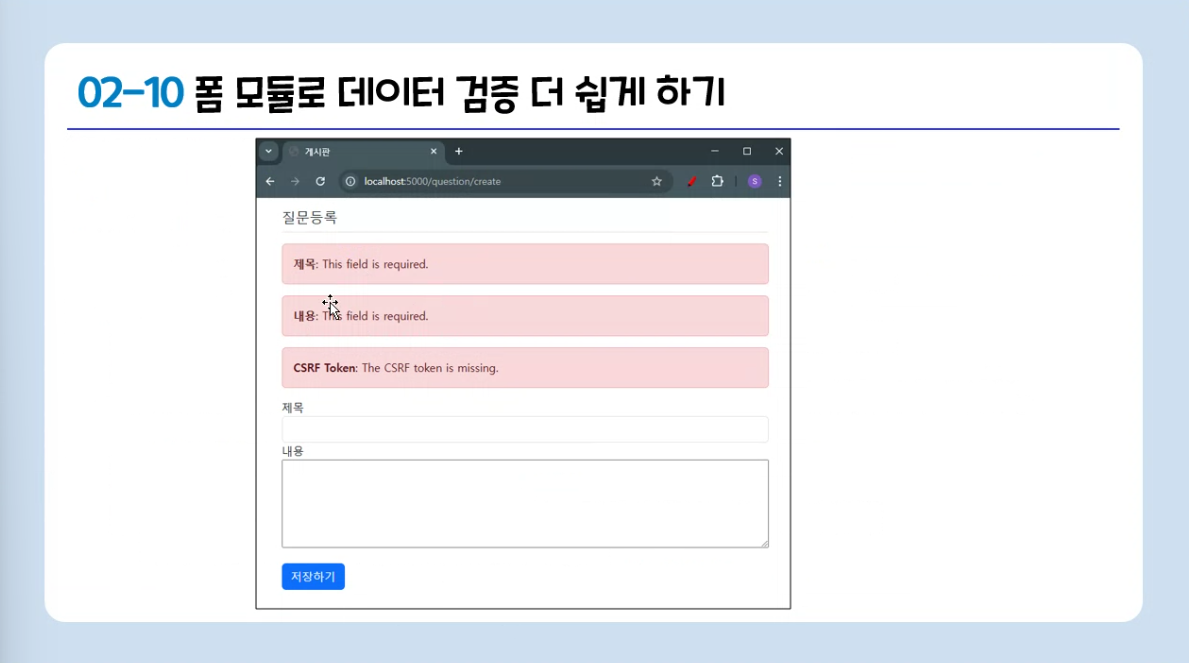 02-10 폼 모듈로 데이터 검증 더 쉽게 하기
게시판
localhost:5000/question/create
S
질문등록
제목: This field is required.
내용: This field is required.
CSRF Token: The CSRF token is missing.
제목
내용
저장하기